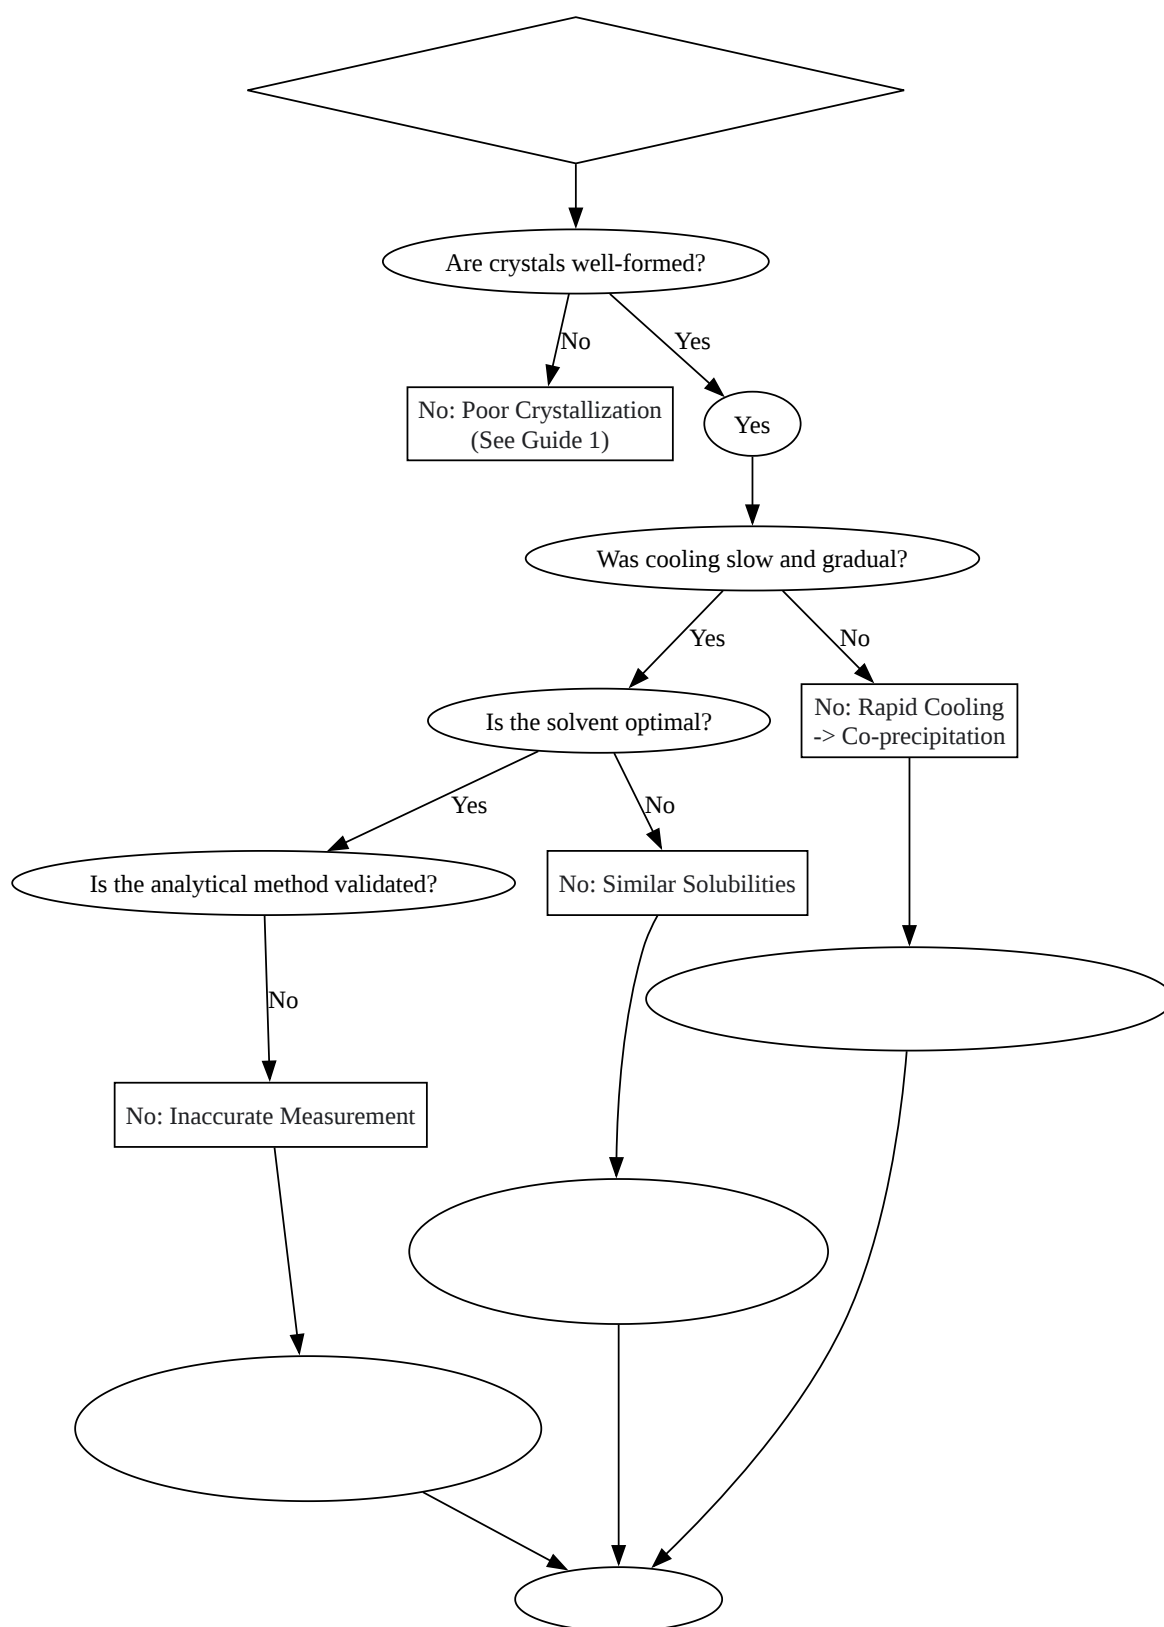 Are crystals well-formed?
No
Yes
No: Poor Crystallization
(See Guide 1)
Yes
Was cooling slow and gradual?
Yes
No
Is the solvent optimal?
No: Rapid Cooling
-> Co-precipitation
Yes
No
Is the analytical method validated?
No: Similar Solubilities
No
No: Inaccurate Measurement